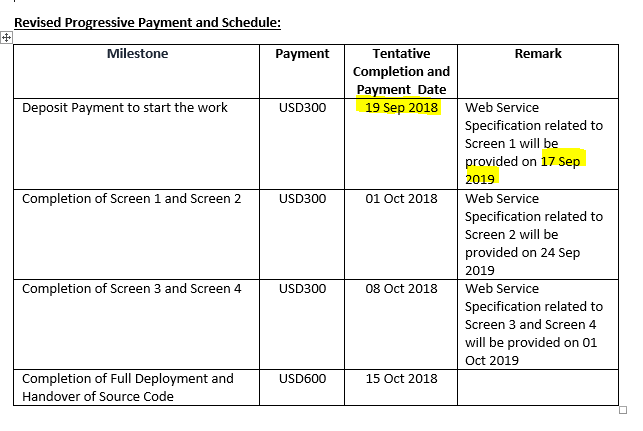 Revised Progressive Payment and Schedule:
Milestone
Payment
Tentative
Completion and
Payment Date
Remark
Deposit Payment to start the work
USD300
19 Sep 2018
Web Service
Specification related to
Screen 1 will be
provided on 17 Sep
2019
Completion of Screen 1 and Screen 2
USD300
01 Oct 2018
Web Service
Specification related to
Screen 2 will be
provided on 24 Sep
2019
Completion of Screen 3 and Screen 4
USD300
08 Oct 2018
Web Service
Specification related to
Screen 3 and Screen 4
will be provided on 01
Oct 2019
Completion of Full Deployment and
Handover of Source Code
USD600
15 Oct 2018